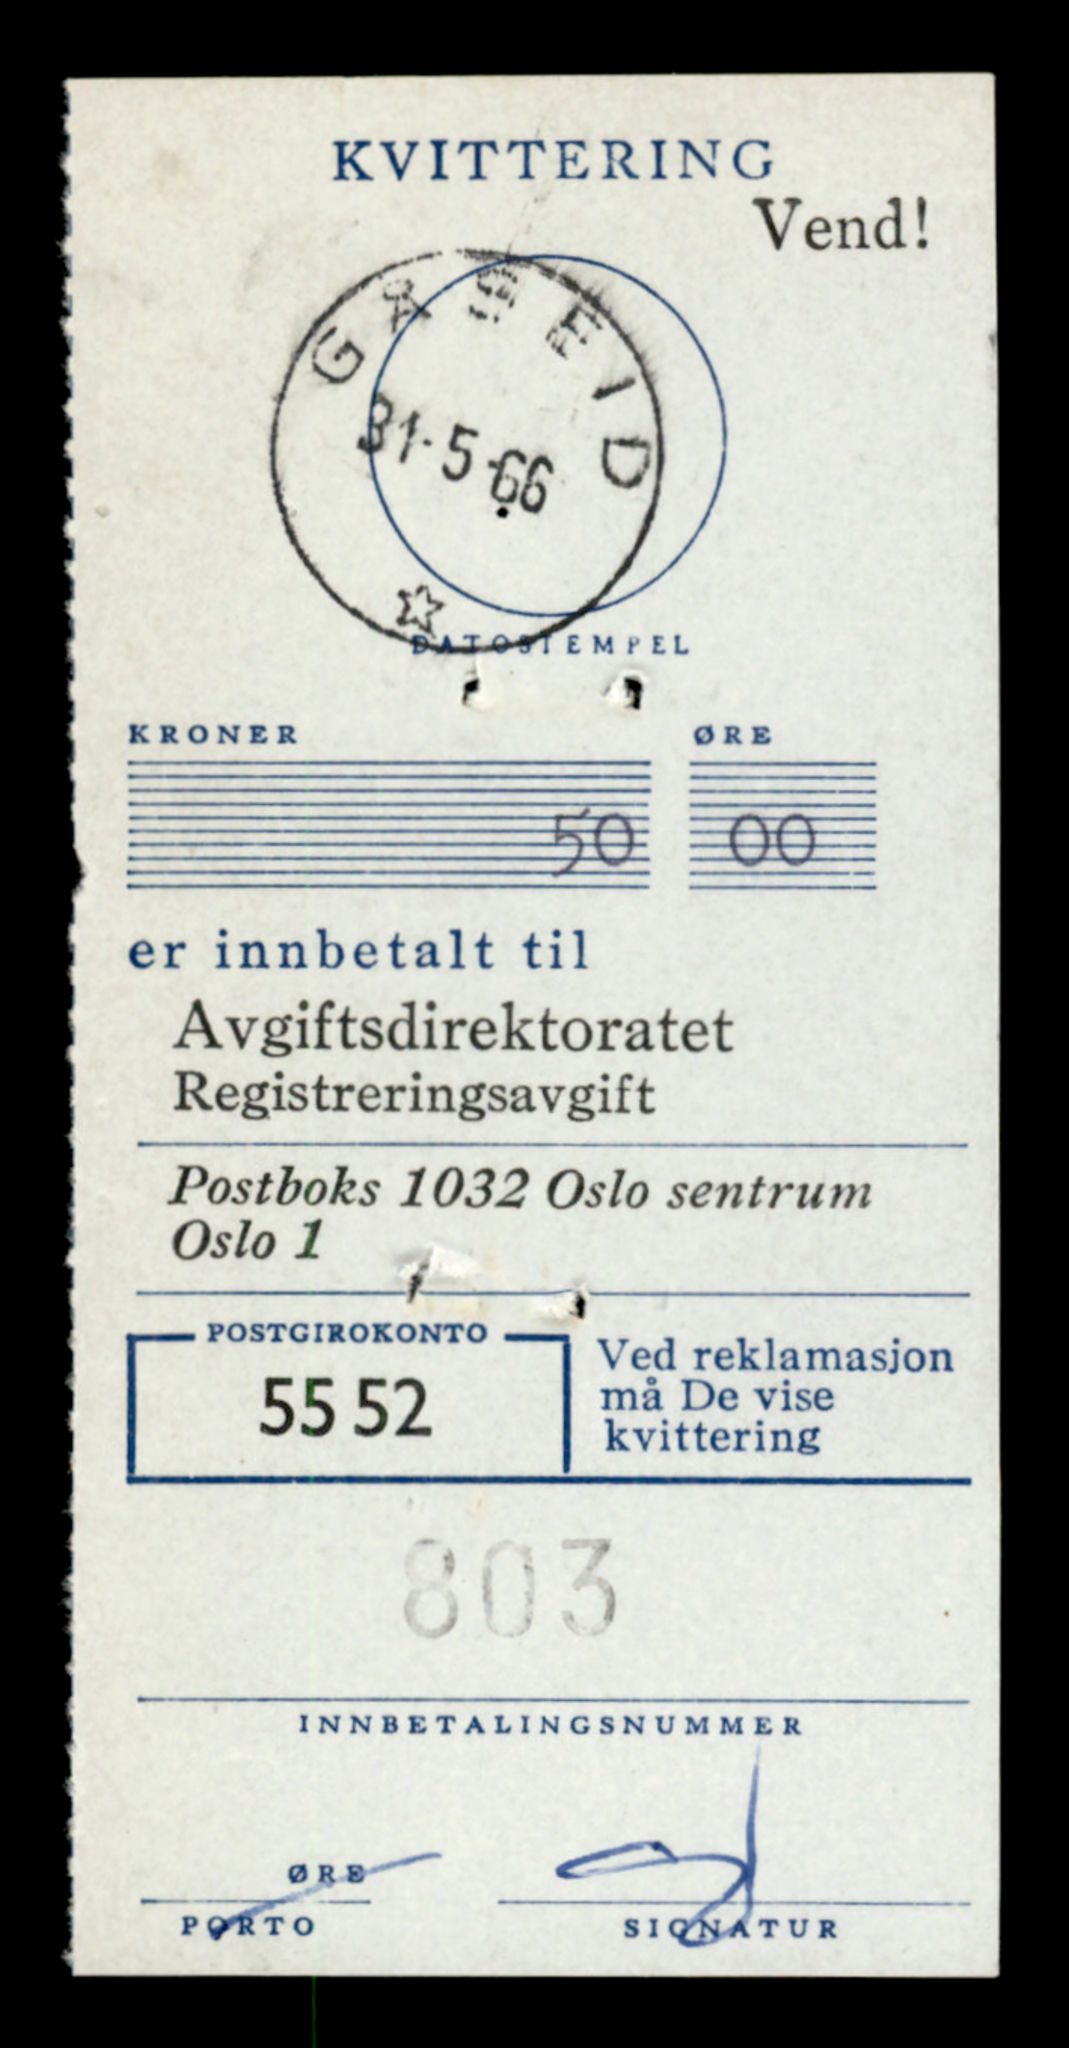 KVITTERING
Vend!
GÅSEID
31-5-66
DATOSTEMPEL
KRONER ØRE
50 00
er innbetalt til
Avgiftsdirektoratet
Registreringsavgift
Postboks 1032 Oslo sentrum
Oslo 1
POSTGIROKONTO
55 52
Ved reklamasjon
må De vise
kvittering
803
INNBETALINGSNUMMER
ØRE
PORTO SIGNATUR